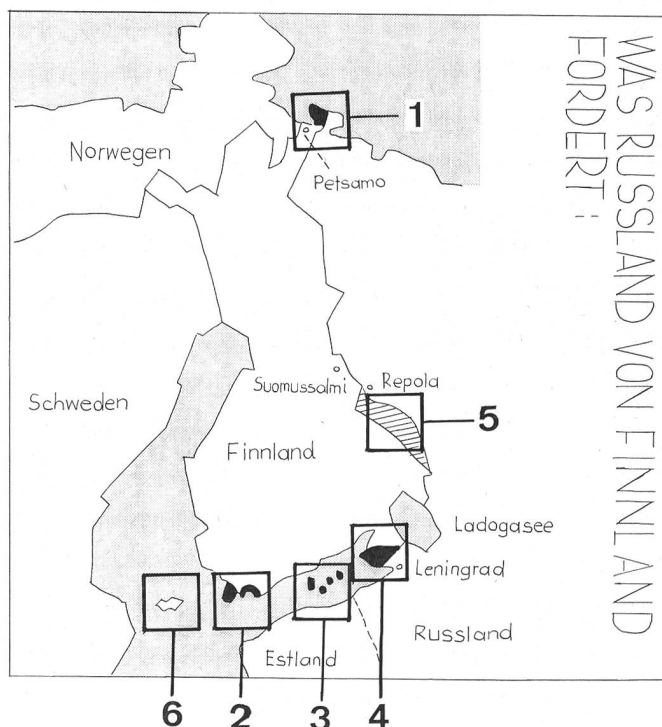 WAS RUSSLAND VON FINNLAND
FORDERT:
1
Norwegen
Petsamo
Suomussalmi
Repola
Schweden
5
Finnland
Ladogasee
Leningrad
Russland
Estland
6
2
3
4